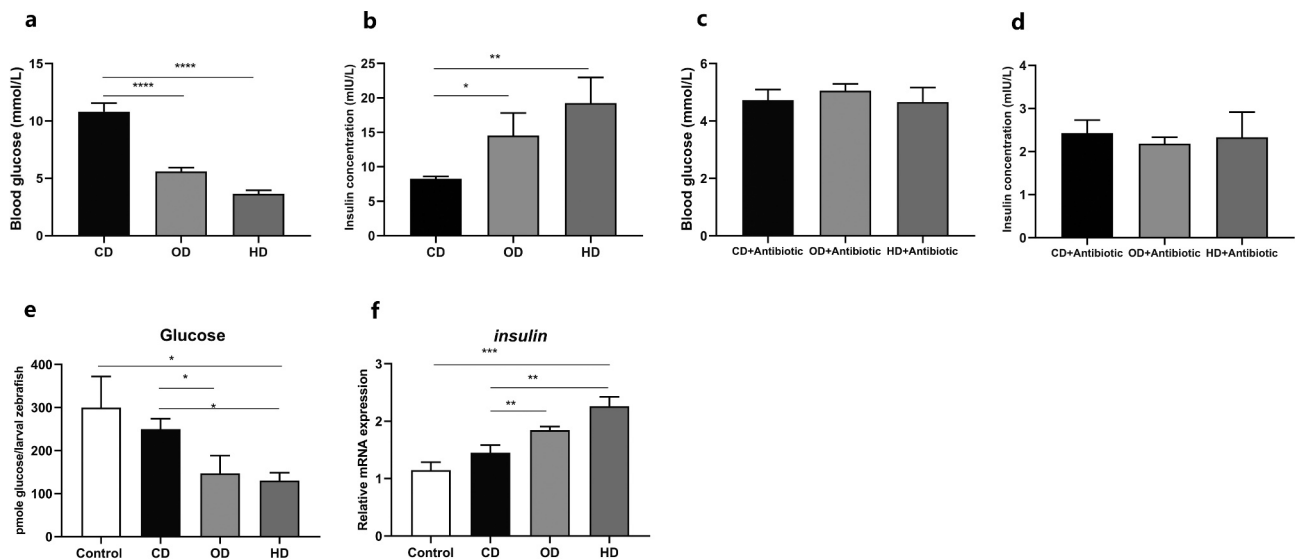 a
b
c
d
Blood glucose (mmol/L)
15
10
5
0
****
****
CD OD HD
Insulin concentration (mIU/L)
25
20
15
10
5
0
**
*
CD OD HD
Blood glucose (mmol/L)
6
4
2
0
CD+Antibiotic OD+Antibiotic HD+Antibiotic
Insulin concentration (mIU/L)
4
3
2
1
0
CD+Antibiotic OD+Antibiotic HD+Antibiotic
e
Glucose
pmole glucose/larval zebrafish
400
300
200
100
0
*
*
*
Control CD OD HD
f
insulin
Relative mRNA expression
3
2
1
0
***
**
**
Control CD OD HD